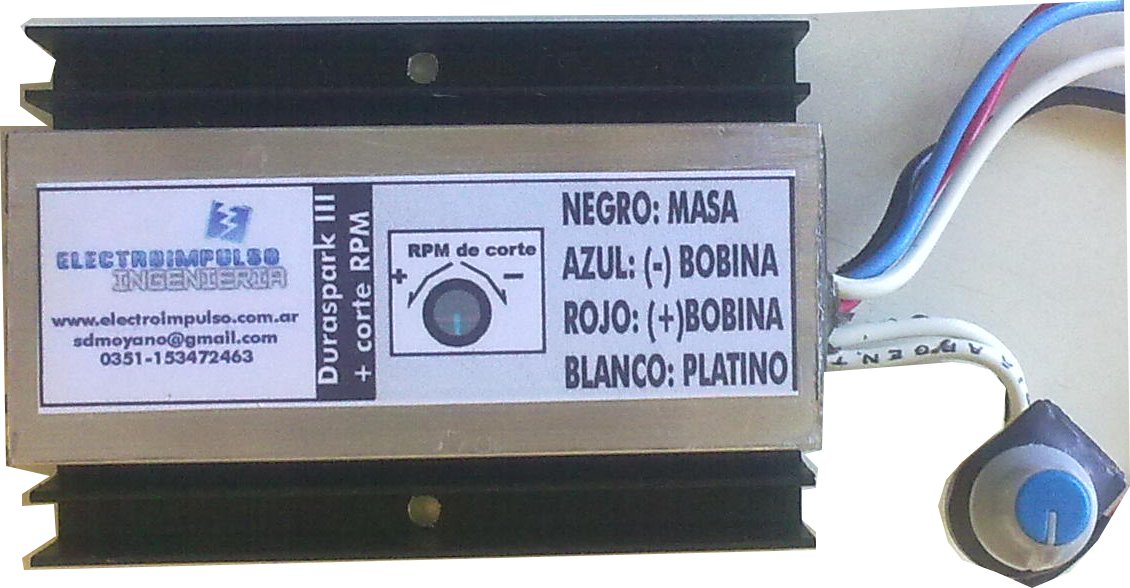 ELECTROIMPULSO
INGENIERIA
www.electroimpulso.com.ar
sdmoyano@gmail.com
0351-153472463
Duraspark III
+ corte RPM
RPM de corte
+ -
NEGRO: MASA
AZUL: (-) BOBINA
ROJO: (+)BOBINA
BLANCO: PLATINO